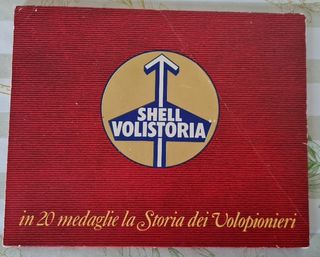 SHELL
VOLISTORIA
in 20 medaglie la Storia dei Volopionieri